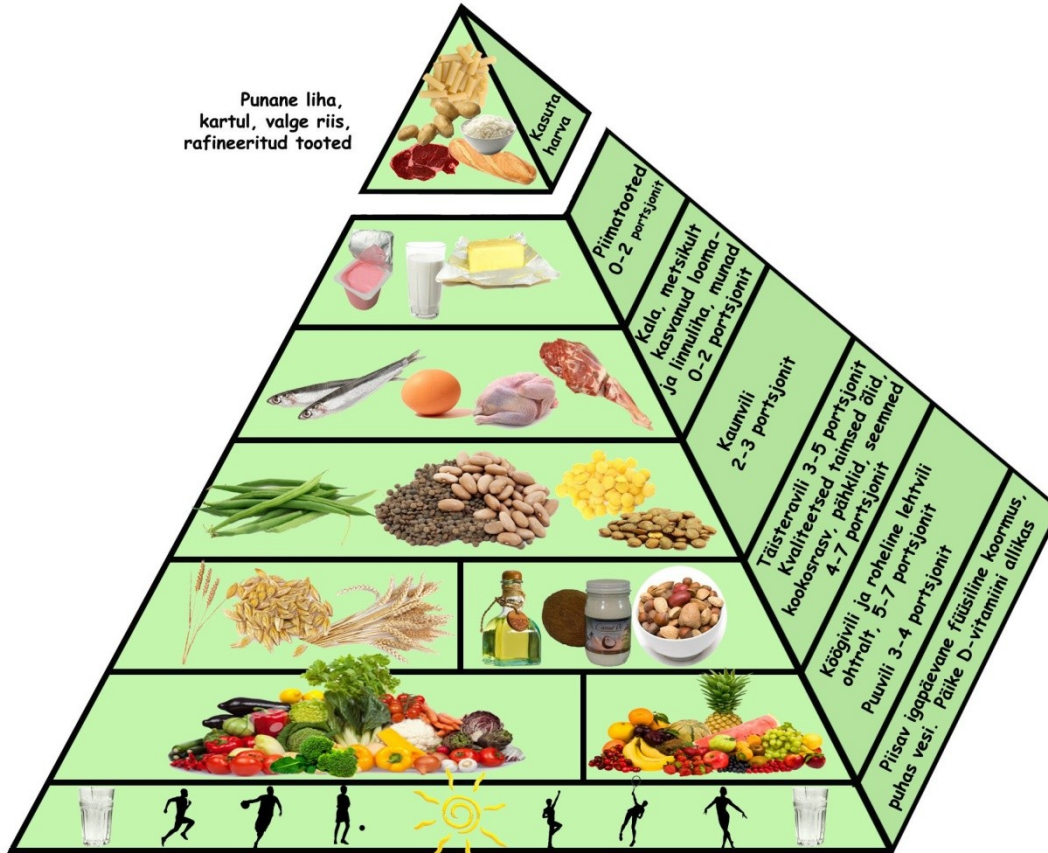 Punane liha,
kartul, valge riis,
rafineeritud tooted
Kasuta
harva
Piimatooted
0-2 portsjonit
Kala, metsikult
kasvanud looma-
ja linnuliha, munad
0-2 portsjonit
Kaunvili
2-3 portsjonit
Täisteravili 3-5 portsjonit
Kvaliteetsed taimsed õlid,
kookosrasv, pähklid, seemned
4-7 portsjonit
Köögivili ja roheline lehtvili
ohtralt, 5-7 portsjonit
Puuvili 3-4 portsjonit
Piisav igapäevane füüsiline koormus,
puhas vesi. Päike D-vitamiini allikas